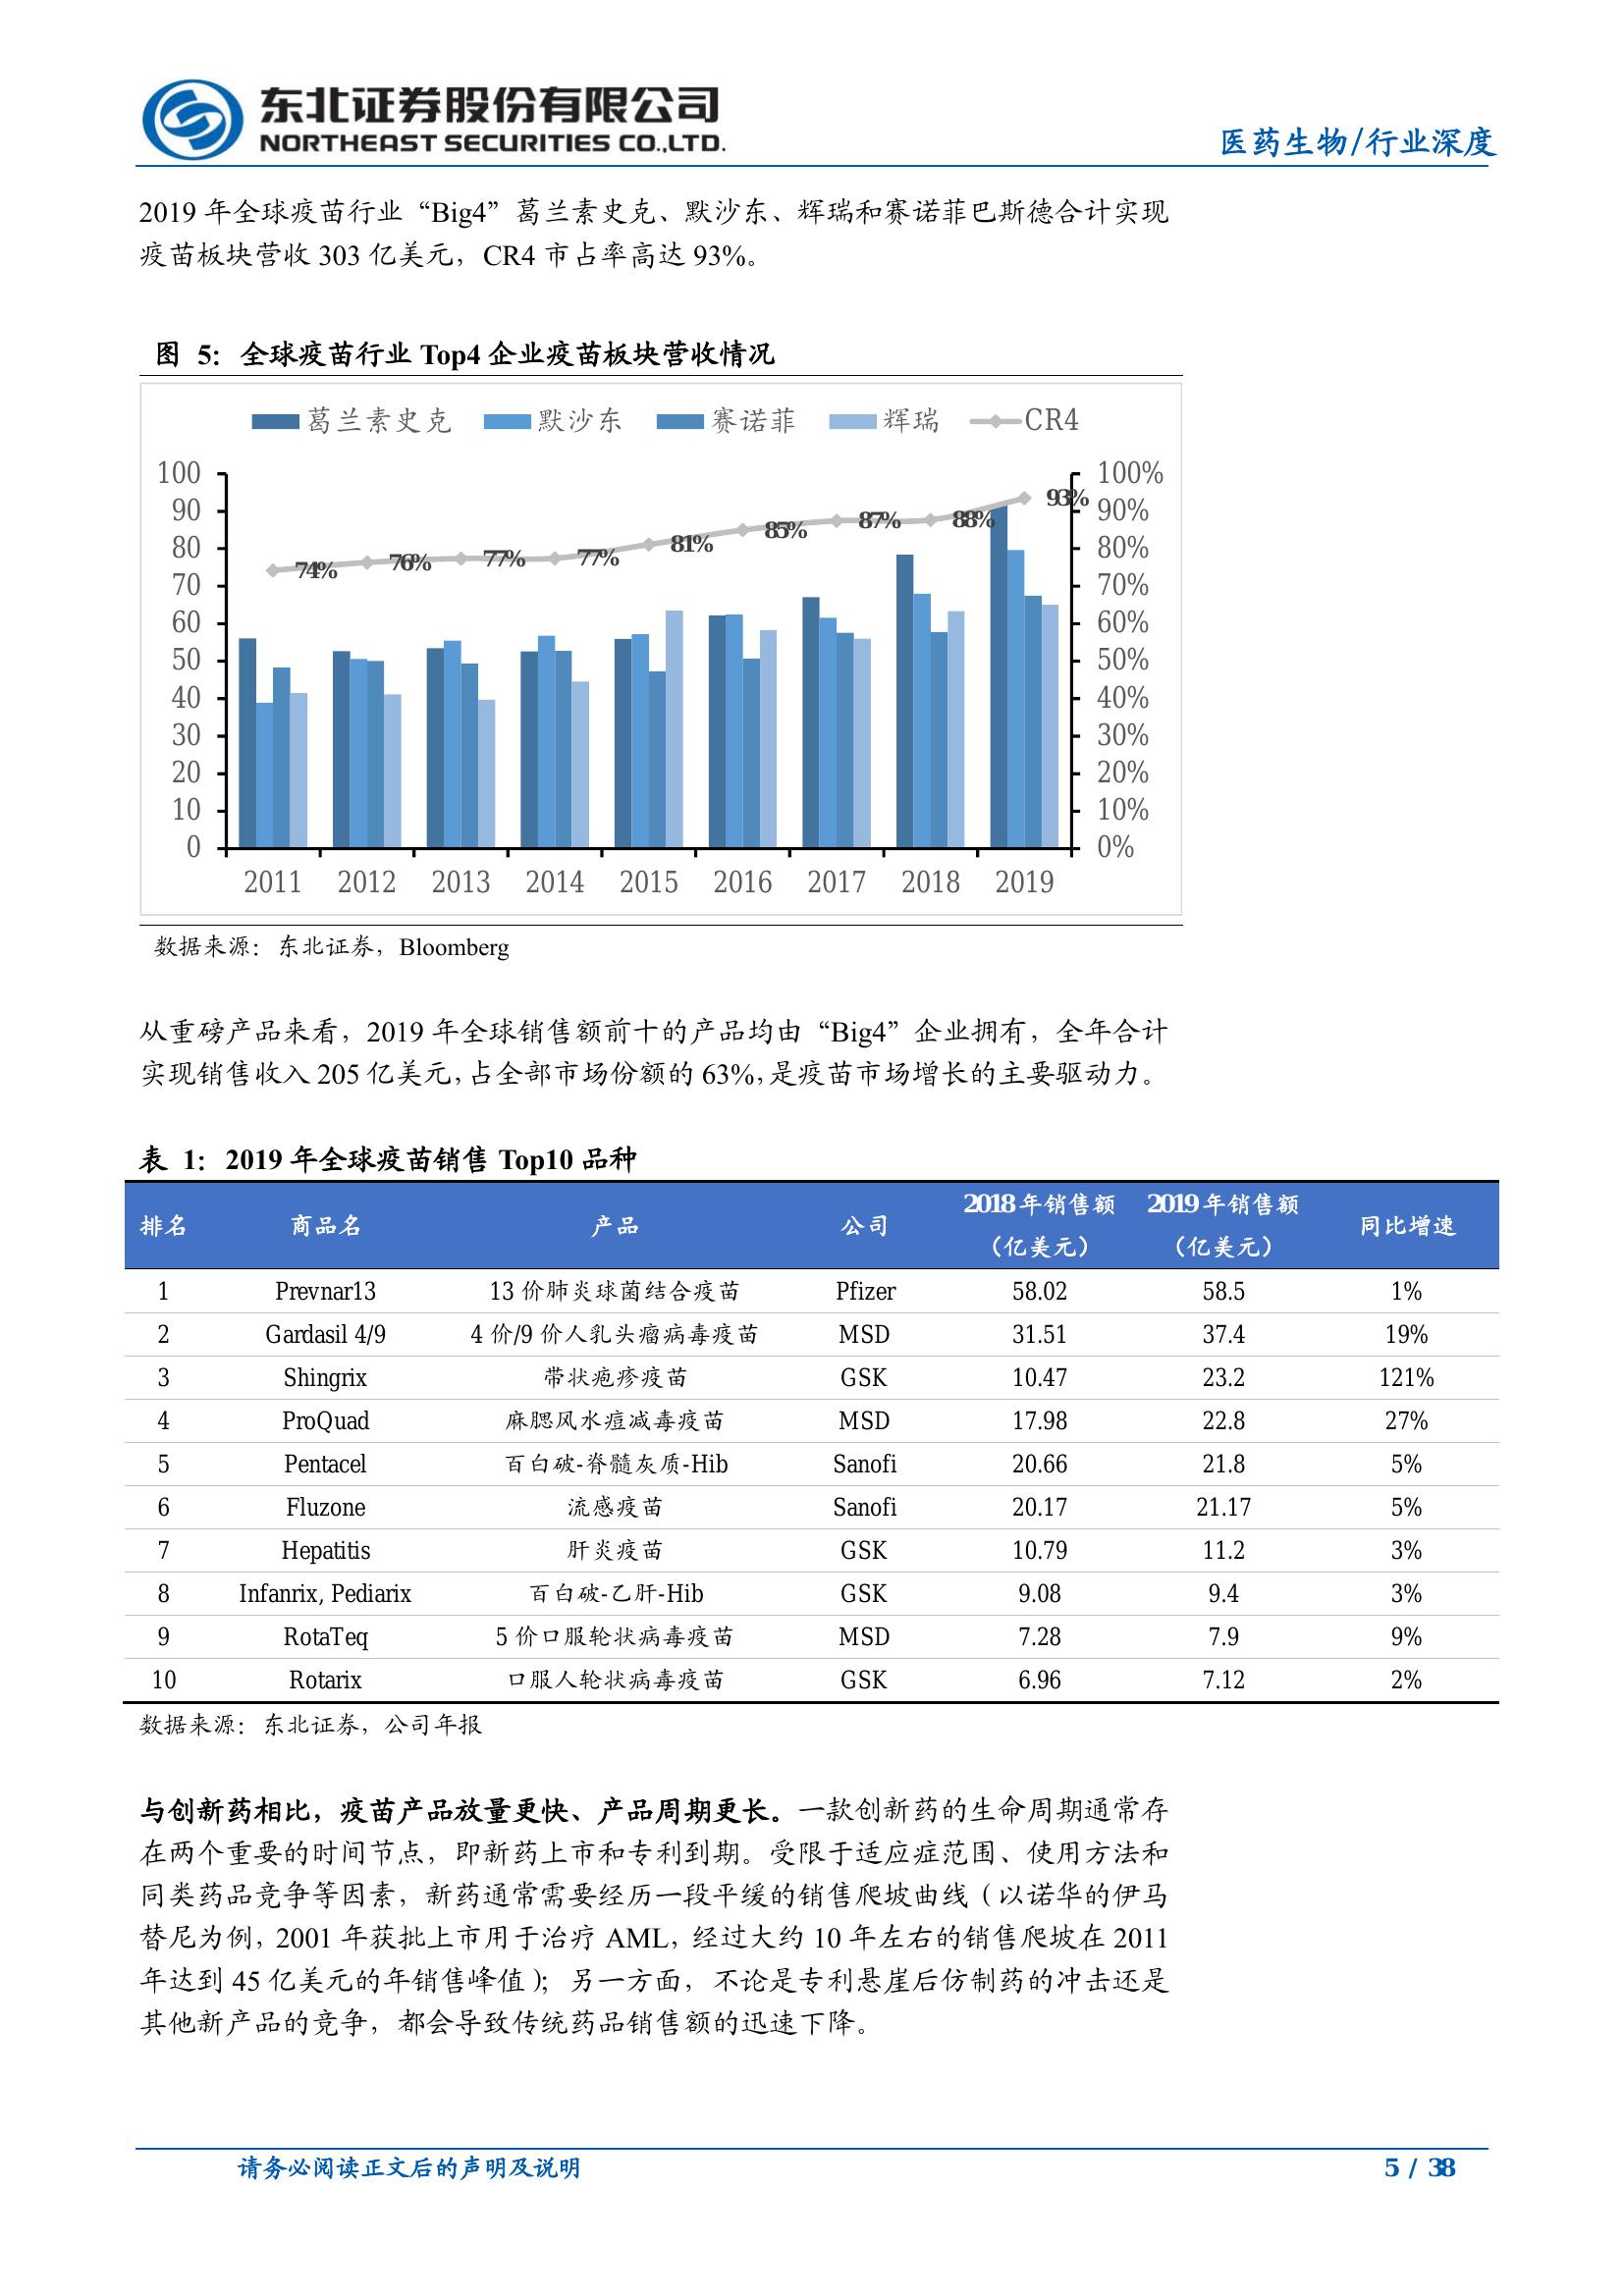 东北证券股份有限公司
NORTHEAST SECURITIES CO.,LTD.
医药生物/行业深度
2019 年全球疫苗行业“Big4”葛兰素史克、默沙东、辉瑞和赛诺菲巴斯德合计实现
疫苗板块营收 303 亿美元，CR4 市占率高达 93%。
图 5：全球疫苗行业 Top4 企业疫苗板块营收情况
葛兰素史克 默沙东 赛诺菲 辉瑞 CR4
100 100%
90 90%
80 80%
70 70%
60 60%
50 50%
40 40%
30 30%
20 20%
10 10%
0 0%
74% 76% 77% 77% 81% 85% 87% 88% 93%
2011 2012 2013 2014 2015 2016 2017 2018 2019
数据来源：东北证券，Bloomberg
从重磅产品来看，2019 年全球销售额前十的产品均由“Big4”企业拥有，全年合计
实现销售收入 205 亿美元，占全部市场份额的 63%，是疫苗市场增长的主要驱动力。
表 1：2019 年全球疫苗销售 Top10 品种
排名 商品名 产品 公司 2018 年销售额（亿美元） 2019 年销售额（亿美元） 同比增速
1 Prevnar13 13 价肺炎球菌结合疫苗 Pfizer 58.02 58.5 1%
2 Gardasil 4/9 4 价/9 价人乳头瘤病毒疫苗 MSD 31.51 37.4 19%
3 Shingrix 带状疱疹疫苗 GSK 10.47 23.2 121%
4 ProQuad 麻腮风水痘减毒疫苗 MSD 17.98 22.8 27%
5 Pentacel 百白破-脊髓灰质-Hib Sanofi 20.66 21.8 5%
6 Fluzone 流感疫苗 Sanofi 20.17 21.17 5%
7 Hepatitis 肝炎疫苗 GSK 10.79 11.2 3%
8 Infanrix, Pediarix 百白破-乙肝-Hib GSK 9.08 9.4 3%
9 RotaTeq 5 价口服轮状病毒疫苗 MSD 7.28 7.9 9%
10 Rotarix 口服人轮状病毒疫苗 GSK 6.96 7.12 2%
数据来源：东北证券，公司年报
与创新药相比，疫苗产品放量更快、产品周期更长。一款创新药的生命周期通常存
在两个重要的时间节点，即新药上市和专利到期。受限于适应症范围、使用方法和
同类药品竞争等因素，新药通常需要经历一段平缓的销售爬坡曲线（以诺华的伊马
替尼为例，2001 年获批上市用于治疗 AML，经过大约 10 年左右的销售爬坡在 2011
年达到 45 亿美元的年销售峰值）；另一方面，不论是专利悬崖后仿制药的冲击还是
其他新产品的竞争，都会导致传统药品销售额的迅速下降。
请务必阅读正文后的声明及说明
5 / 38